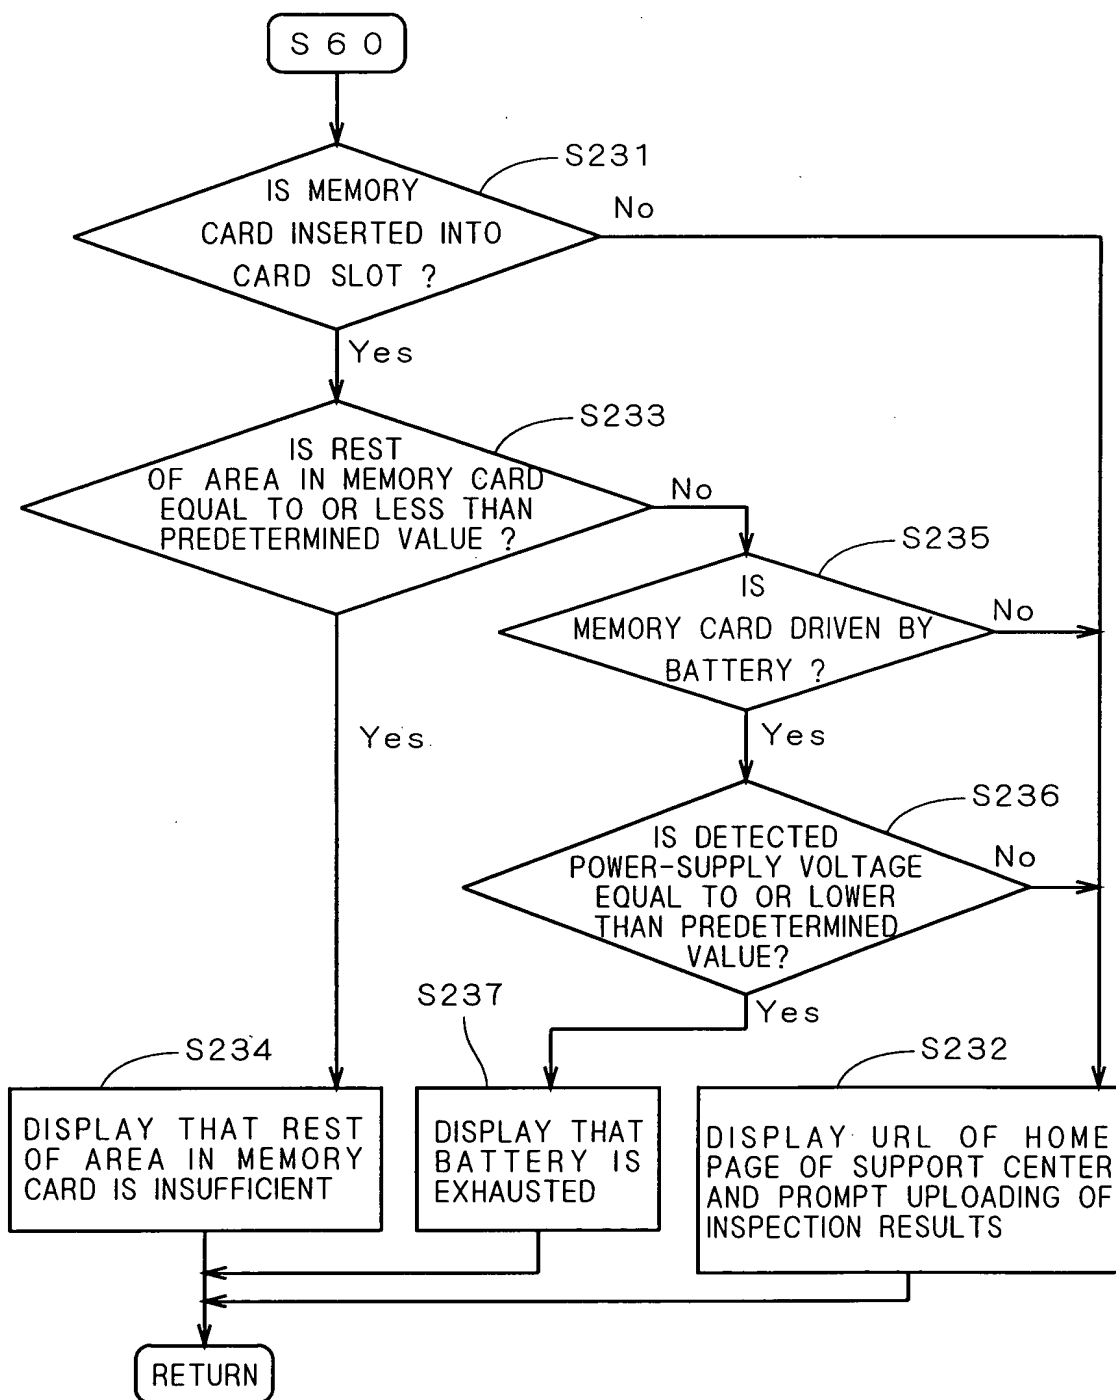 S60
S231
IS MEMORY
CARD INSERTED INTO
CARD SLOT ?
No
Yes
S233
IS REST
OF AREA IN MEMORY CARD
EQUAL TO OR LESS THAN
PREDETERMINED VALUE ?
No
S235
IS
MEMORY CARD DRIVEN BY
BATTERY ?
No
Yes
Yes
S236
IS DETECTED
POWER-SUPPLY VOLTAGE
EQUAL TO OR LOWER
THAN PREDETERMINED
VALUE?
No
Yes
S237
S234
S232
DISPLAY THAT REST
OF AREA IN MEMORY
CARD IS INSUFFICIENT
DISPLAY THAT
BATTERY IS
EXHAUSTED
DISPLAY URL OF HOME
PAGE OF SUPPORT CENTER
AND PROMPT UPLOADING OF
INSPECTION RESULTS
RETURN